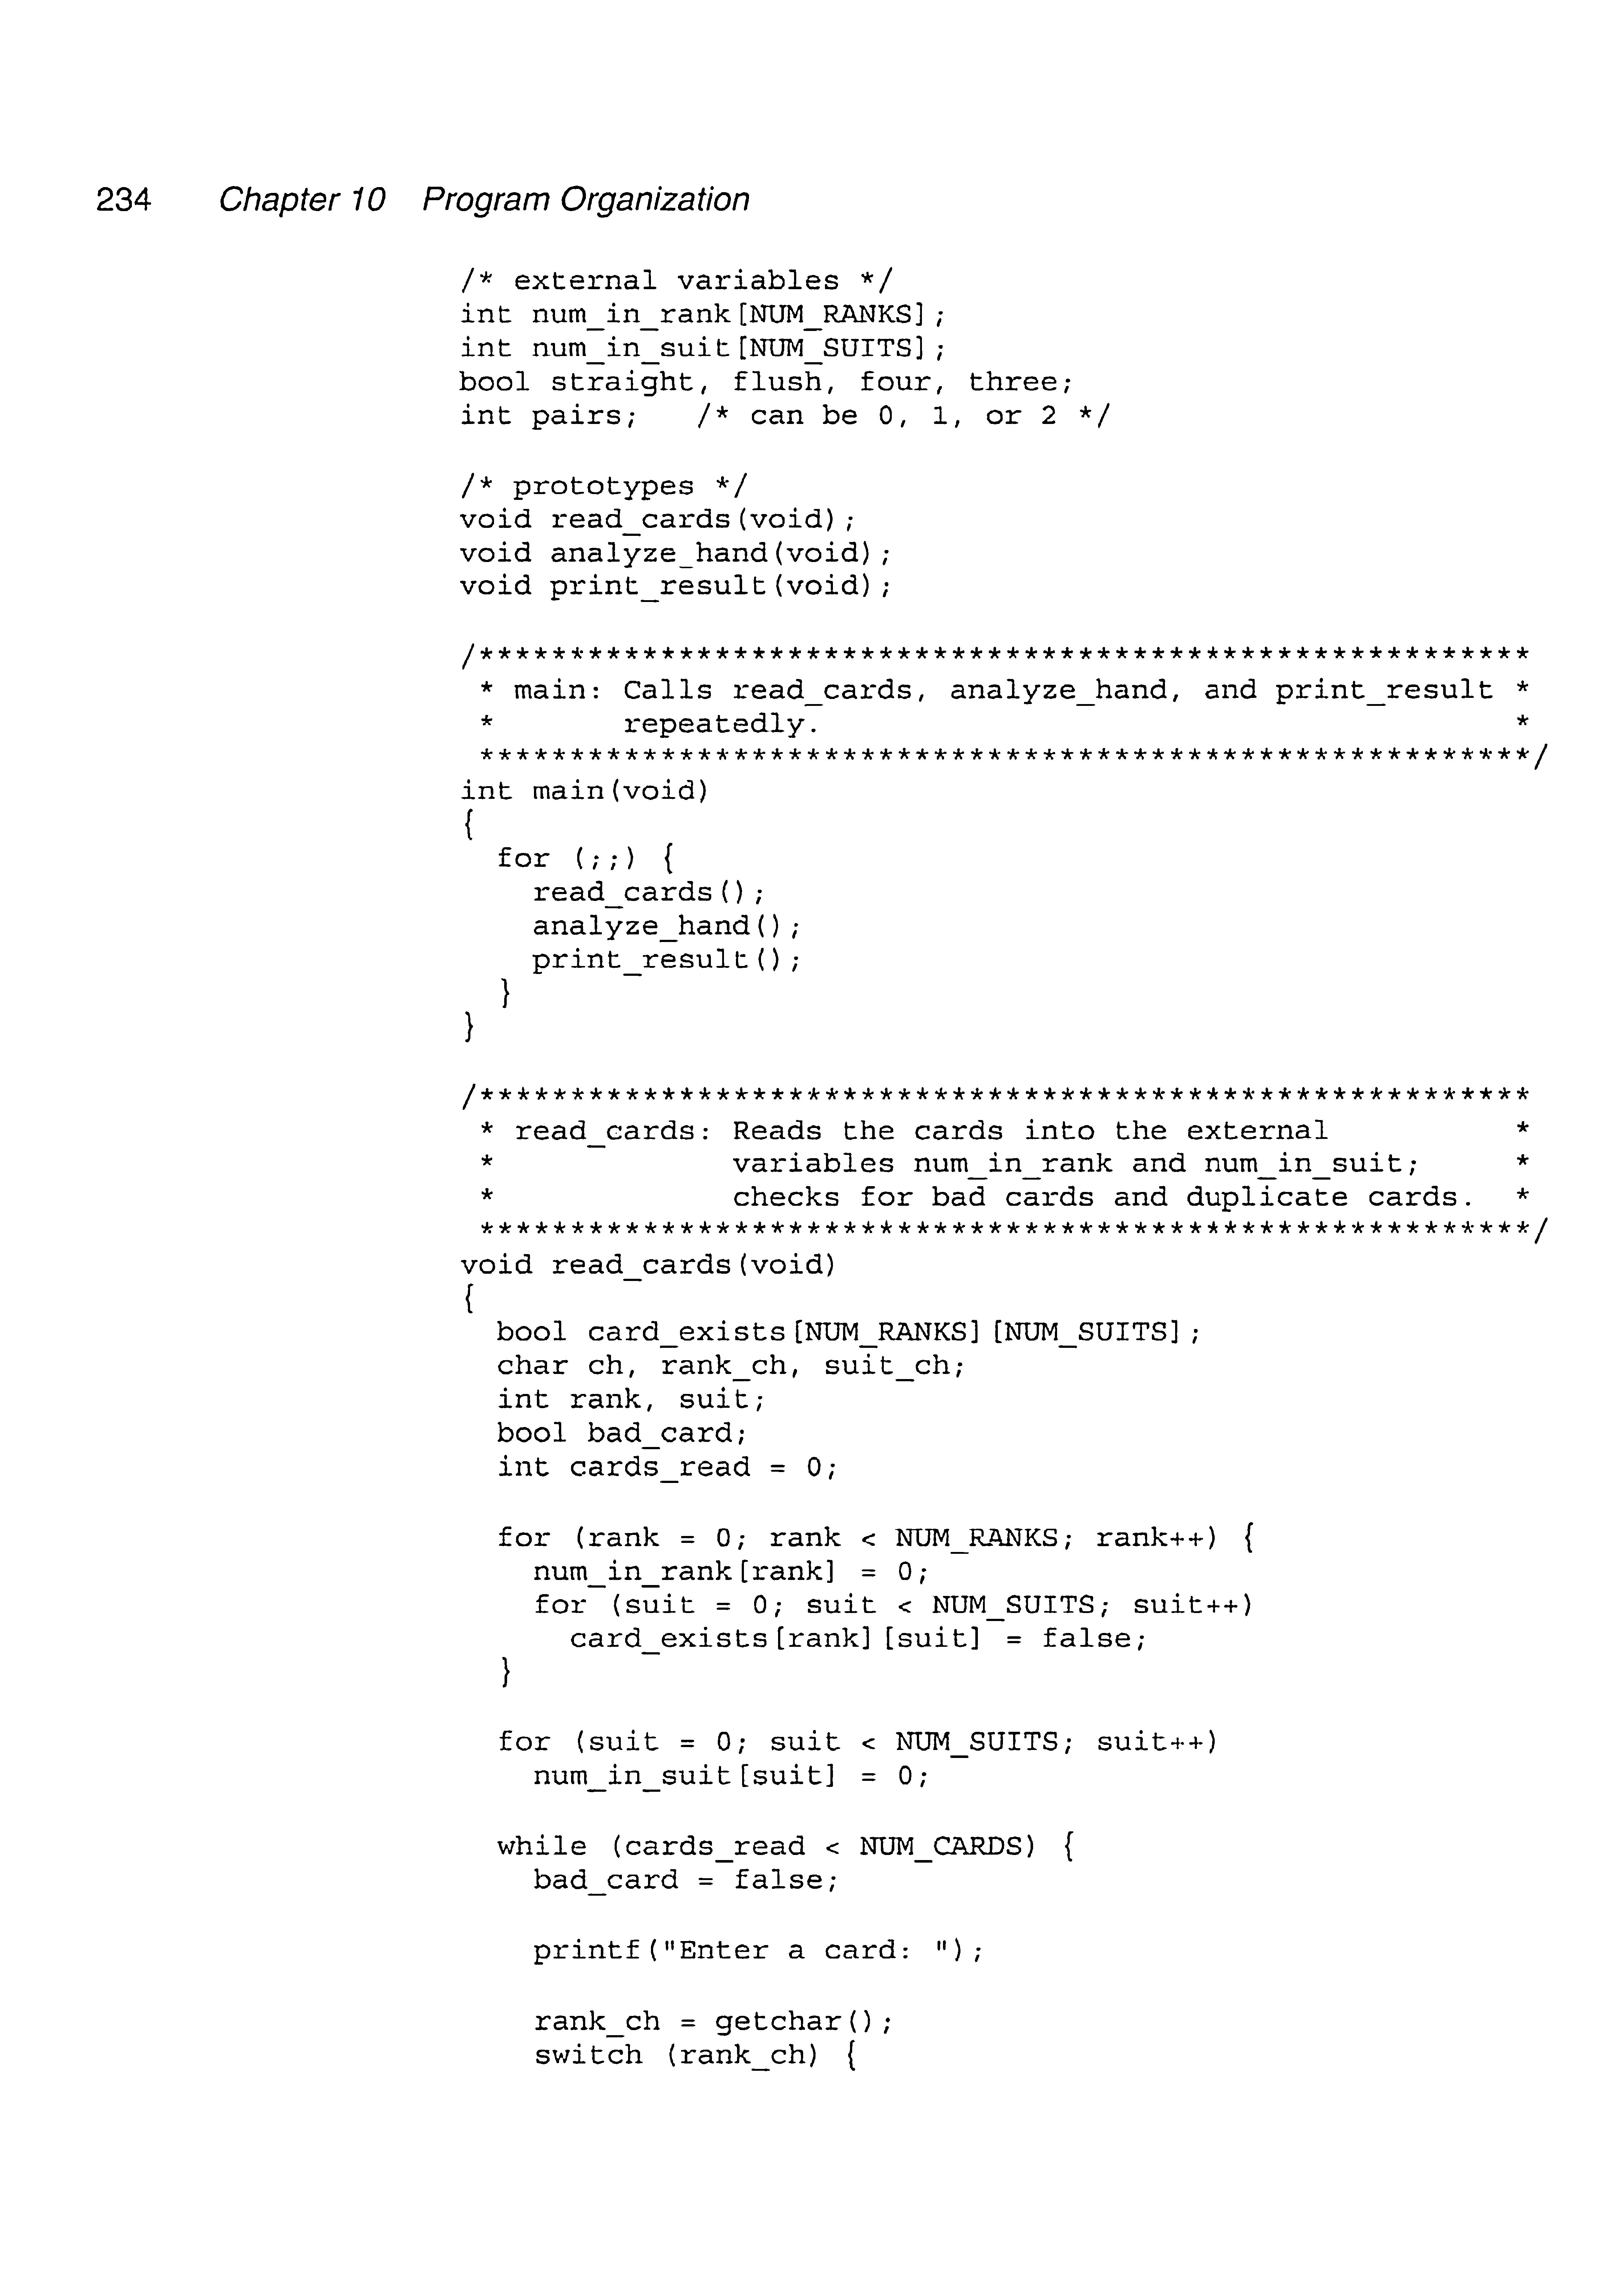 234 Chapter 10 Program Organization
/* external variables */
int num_in_rank[NUM_RANKS];
int num_in_suit[NUM_SUITS];
bool straight, flush, four, three;
int pairs;   /* can be 0, 1, or 2 */
/* prototypes */
void read_cards(void);
void analyze_hand(void);
void print_result(void);
/**********************************************************
 * main: Calls read_cards, analyze_hand, and print_result *
 *       repeatedly.                                      *
 **********************************************************/
int main(void)
{
  for (;;) {
    read_cards();
    analyze_hand();
    print_result();
  }
}
/**********************************************************
 * read_cards: Reads the cards into the external          *
 *             variables num_in_rank and num_in_suit;     *
 *             checks for bad cards and duplicate cards.  *
 **********************************************************/
void read_cards(void)
{
  bool card_exists[NUM_RANKS][NUM_SUITS];
  char ch, rank_ch, suit_ch;
  int rank, suit;
  bool bad_card;
  int cards_read = 0;
  for (rank = 0; rank < NUM_RANKS; rank++) {
    num_in_rank[rank] = 0;
    for (suit = 0; suit < NUM_SUITS; suit++)
      card_exists[rank][suit] = false;
  }
  for (suit = 0; suit < NUM_SUITS; suit++)
    num_in_suit[suit] = 0;
  while (cards_read < NUM_CARDS) {
    bad_card = false;
    printf("Enter a card: ");
    rank_ch = getchar();
    switch (rank_ch) {